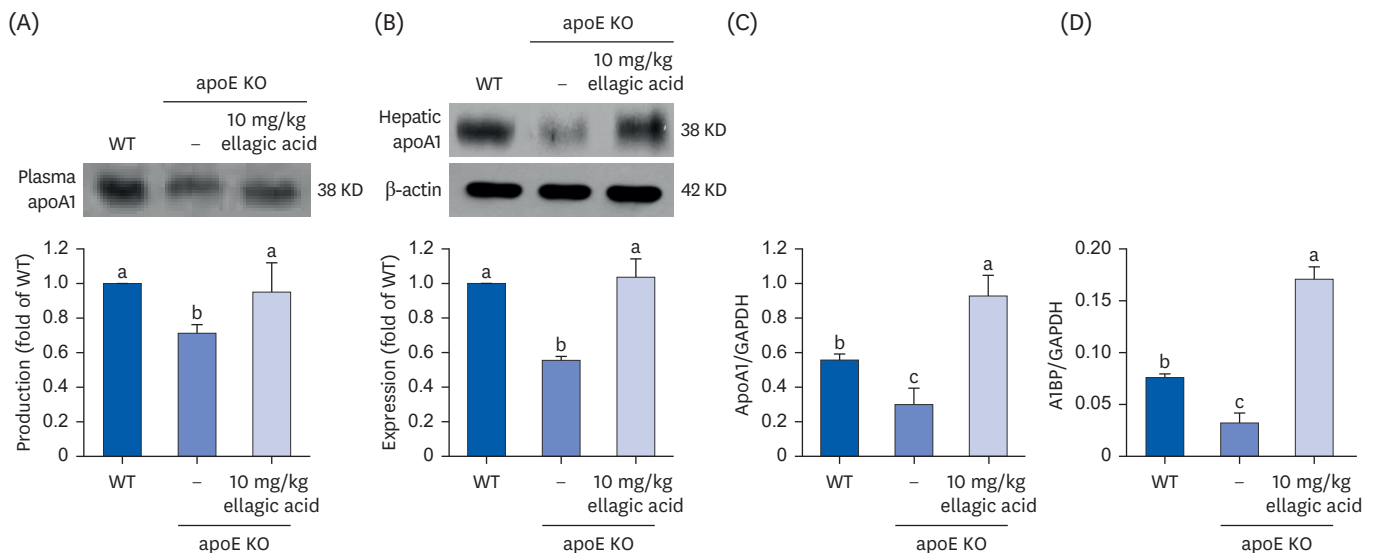 (A)
apoE KO
10 mg/kg
WT – ellagic acid
Plasma
apoA1
38 KD
1.2
1.0
0.8
0.6
0.4
0.2
0
Production (fold of WT)
a
b
a
WT – 10 mg/kg
ellagic acid
apoE KO
(B)
apoE KO
10 mg/kg
WT – ellagic acid
Hepatic
apoA1
38 KD
β-actin
42 KD
1.2
1.0
0.8
0.6
0.4
0.2
0
Expression (fold of WT)
a
b
a
WT – 10 mg/kg
ellagic acid
apoE KO
(C)
1.2
1.0
0.8
0.6
0.4
0.2
0
ApoA1/GAPDH
b
c
a
WT – 10 mg/kg
ellagic acid
apoE KO
(D)
0.20
0.15
0.10
0.05
0
A1BP/GAPDH
b
c
a
WT – 10 mg/kg
ellagic acid
apoE KO